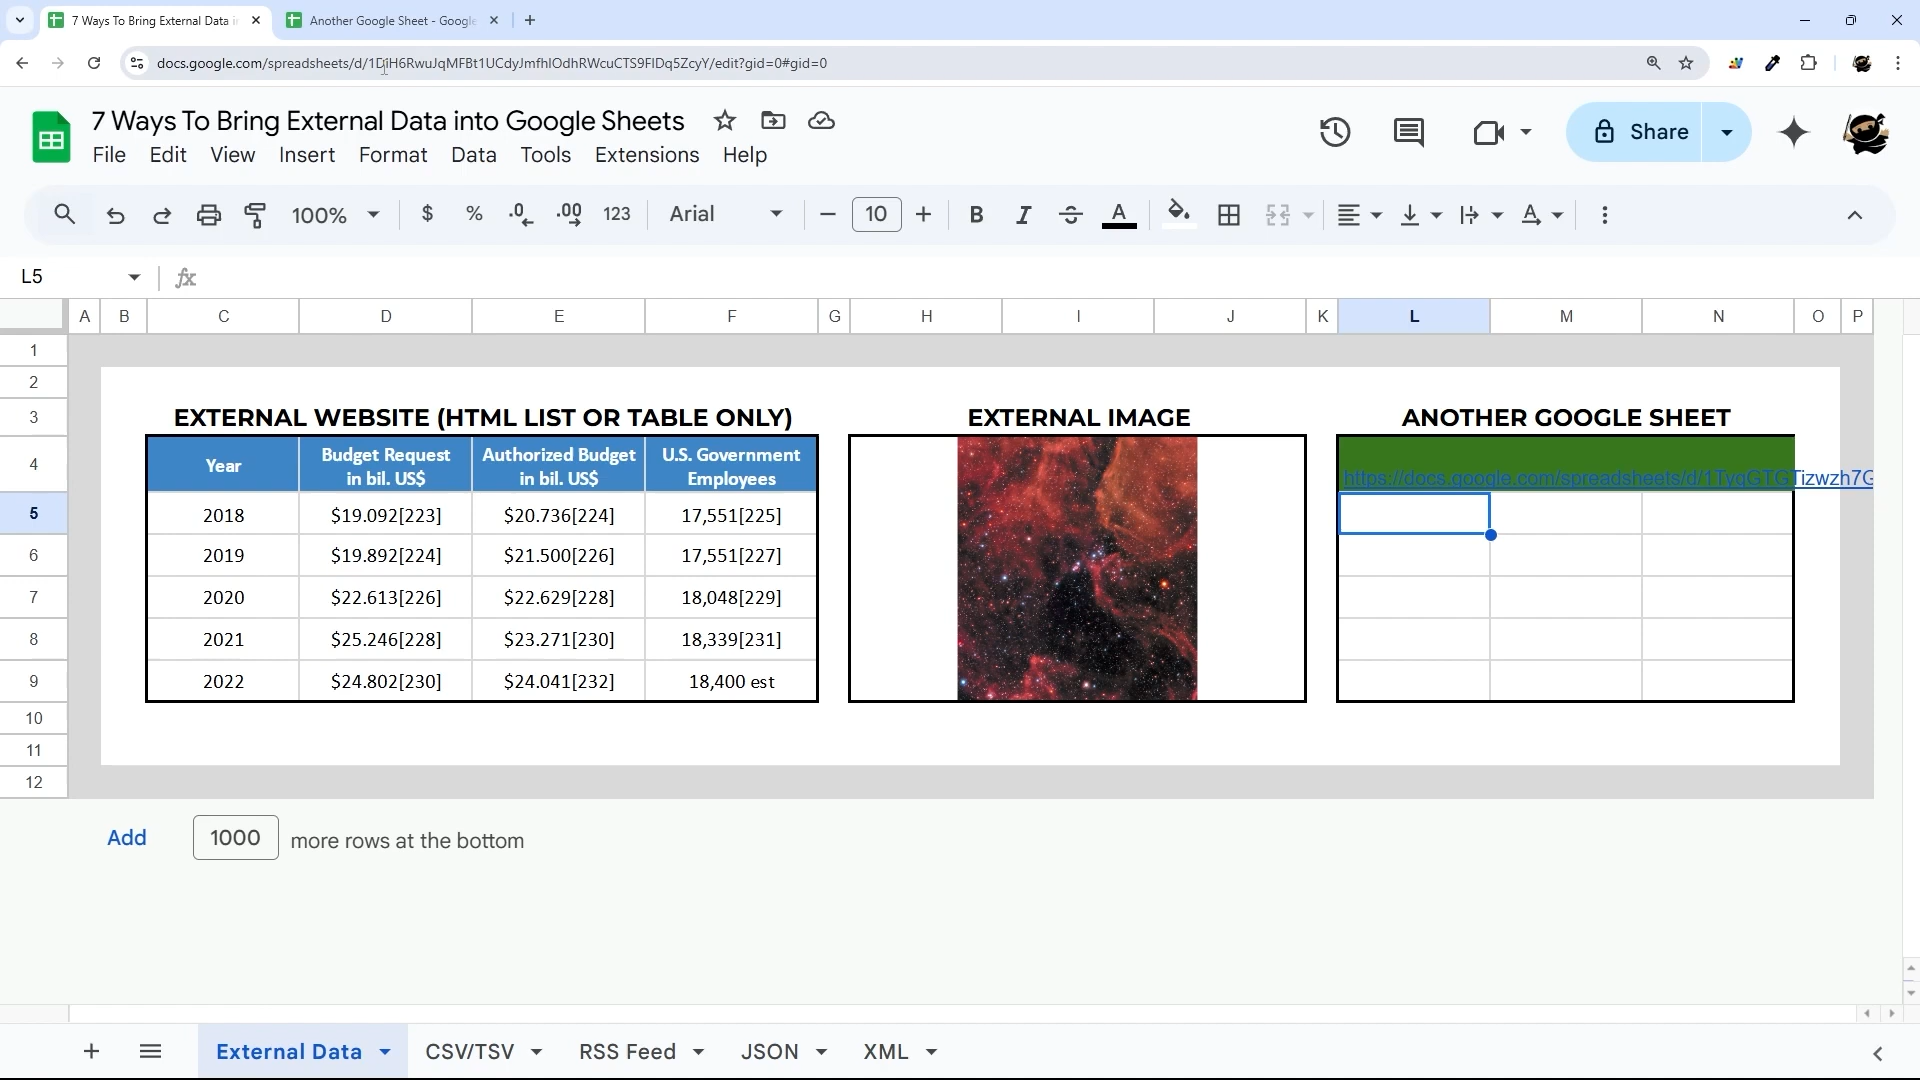 7 Ways To Bring External Data i
Another Google Sheet - Google
docs.google.com/spreadsheets/d/1DiH6RwuJqMFBt1UCdyJmfhIOdhRWcuCTS9FIDq5ZcyY/edit?gid=0#gid=0
7 Ways To Bring External Data into Google Sheets
File Edit View Insert Format Data Tools Extensions Help
Share
100% $ % .0 .00 123 Arial 10 B I A
L5
A B C D E F G H I J K L M N O P
1
2
3 EXTERNAL WEBSITE (HTML LIST OR TABLE ONLY) EXTERNAL IMAGE ANOTHER GOOGLE SHEET
4 Year Budget Request in bil. US$ Authorized Budget in bil. US$ U.S. Government Employees https://docs.google.com/spreadsheets/d/1TygGTGTizwzh7G
5 2018 $19.092[223] $20.736[224] 17,551[225]
6 2019 $19.892[224] $21.500[226] 17,551[227]
7 2020 $22.613[226] $22.629[228] 18,048[229]
8 2021 $25.246[228] $23.271[230] 18,339[231]
9 2022 $24.802[230] $24.041[232] 18,400 est
10
11
12
Add 1000 more rows at the bottom
External Data CSV/TSV RSS Feed JSON XML